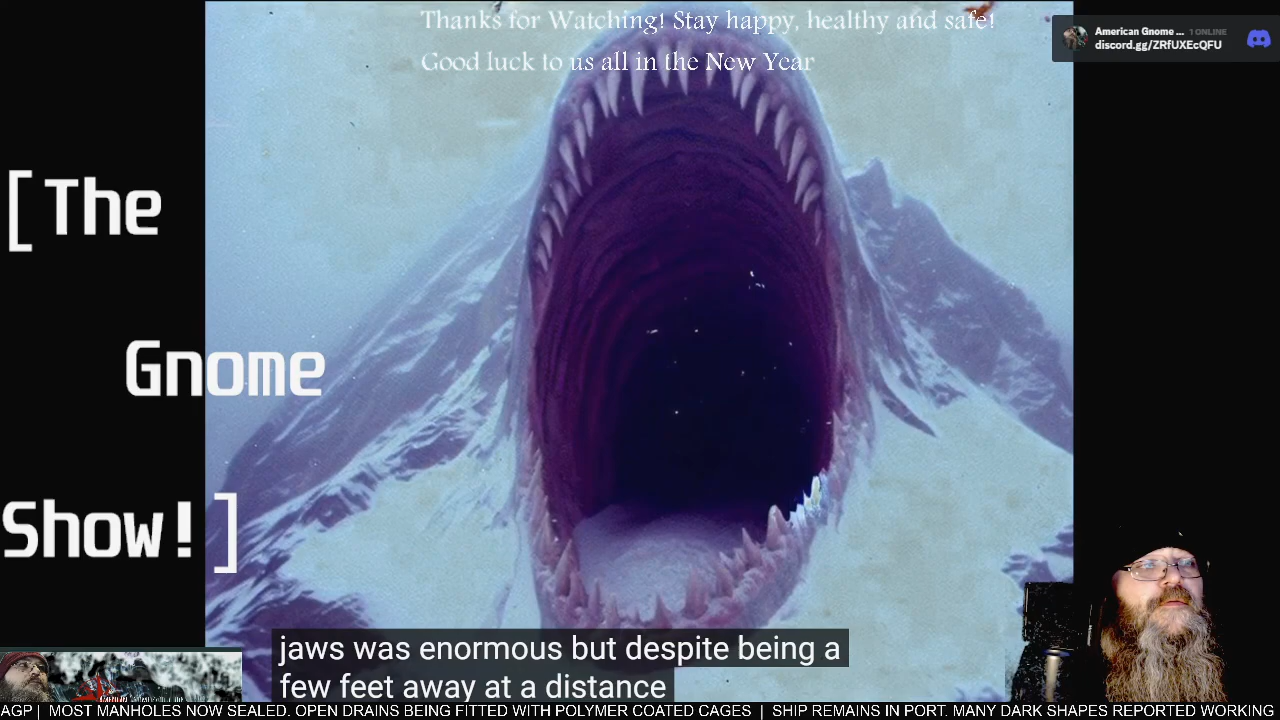 Thanks for Watching! Stay happy, healthy and safe!
Good luck to us all in the New Year
American Gnome ... 1 ONLINE
discord.gg/ZRfUXEcQFU
[ The
Gnome
Show! ]
jaws was enormous but despite being a
few feet away at a distance
AGP | MOST MANHOLES NOW SEALED. OPEN DRAINS BEING FITTED WITH POLYMER COATED CAGES | SHIP REMAINS IN PORT. MANY DARK SHAPES REPORTED WORKING